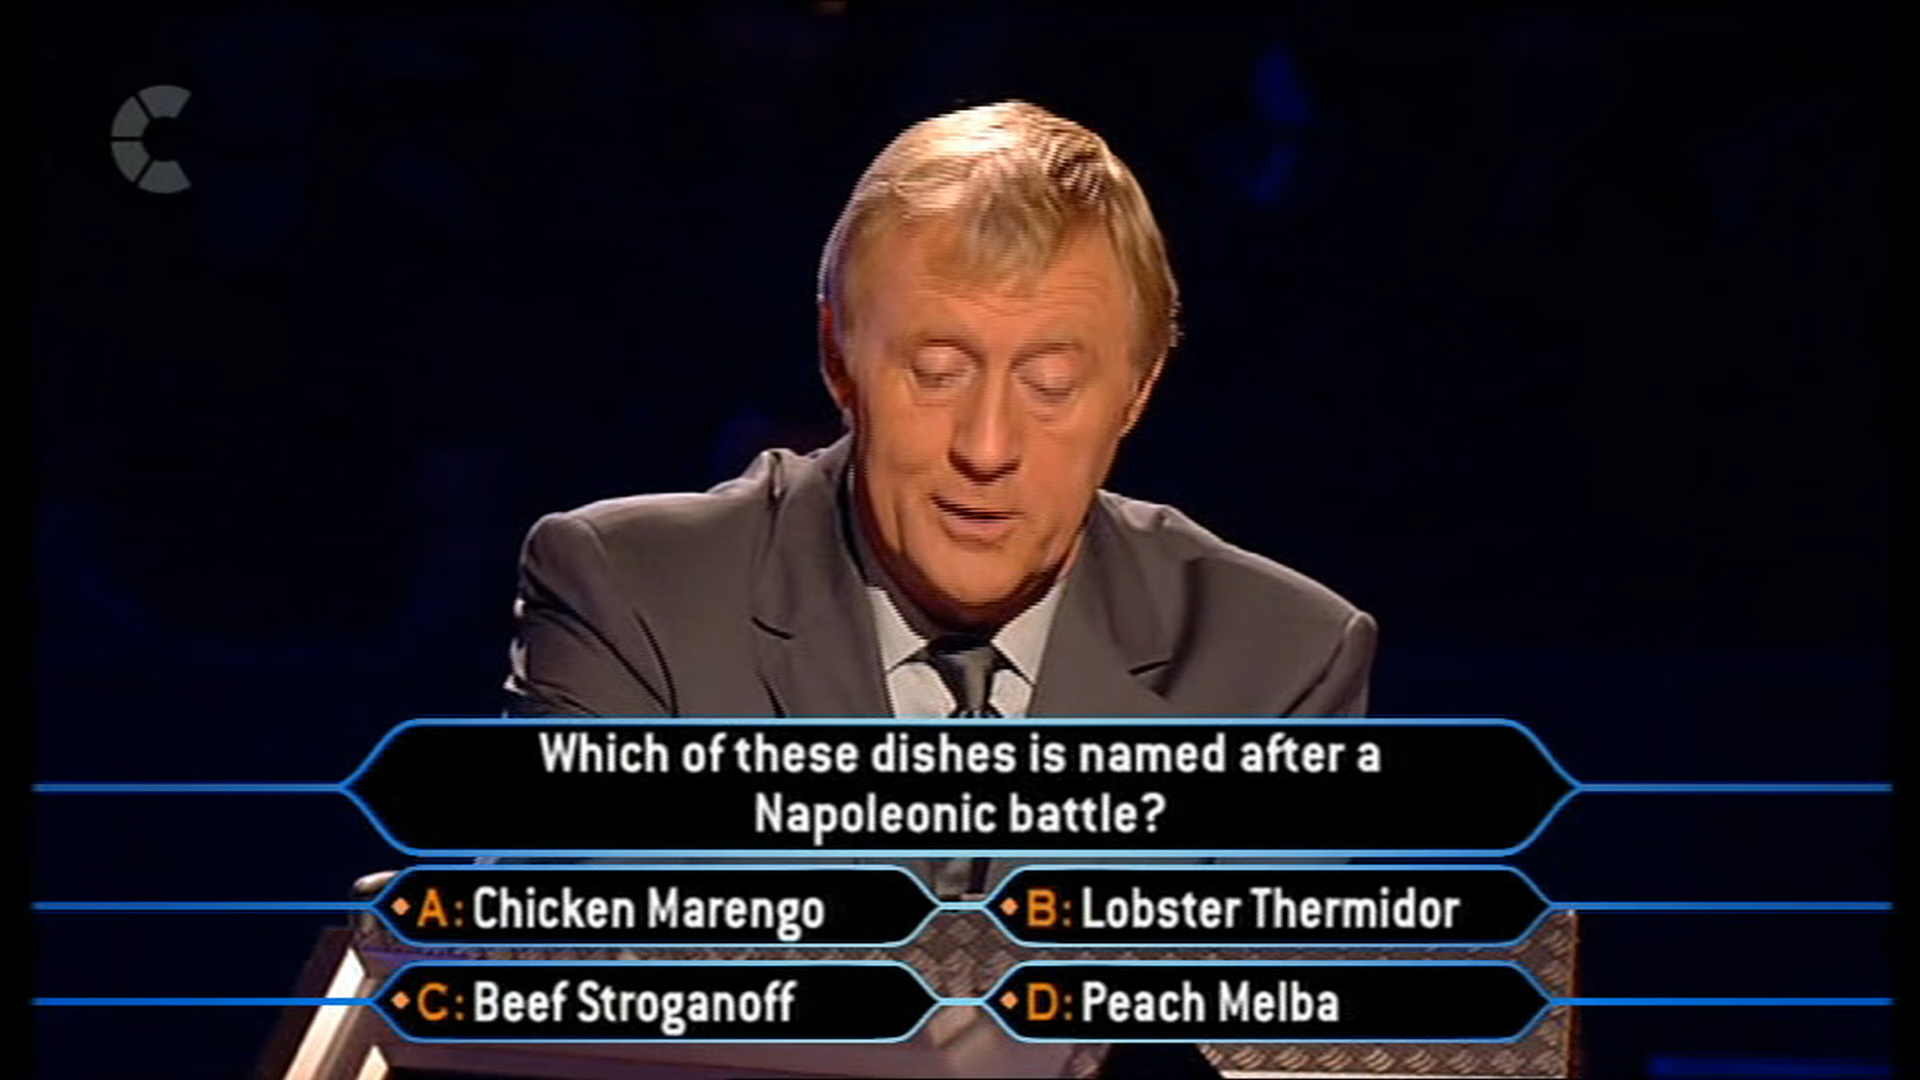 Which of these dishes is named after a
Napoleonic battle?
A: Chicken Marengo
B: Lobster Thermidor
C: Beef Stroganoff
D: Peach Melba